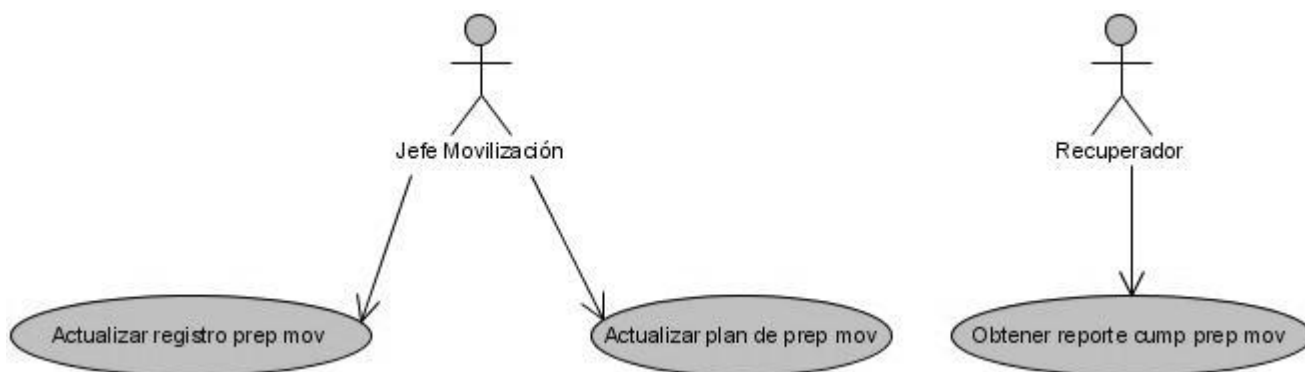 Jefe Movilización
Recuperador
Actualizar registro prep mov
Actualizar plan de prep mov
Obtener reporte cump prep mov